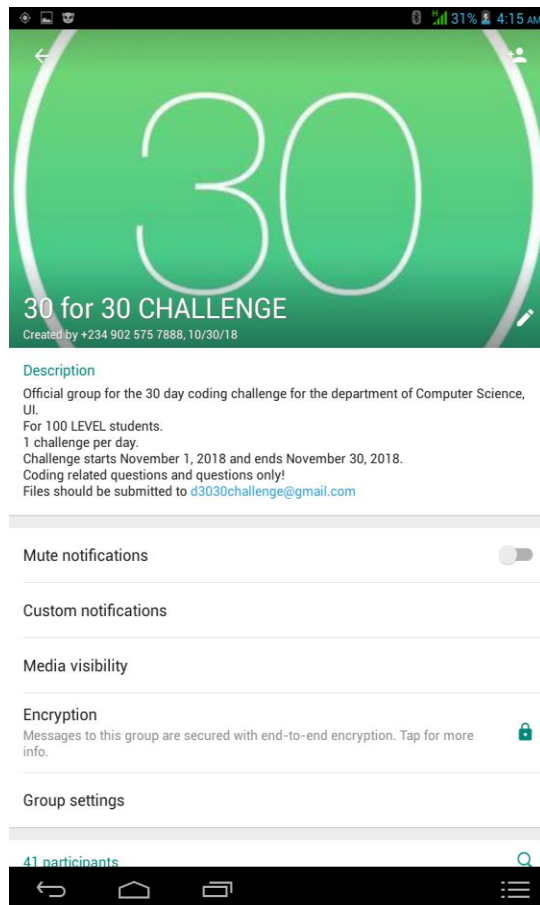 31% 4:15 AM
30
30 for 30 CHALLENGE
Created by +234 902 575 7888, 10/30/18
Description
Official group for the 30 day coding challenge for the department of Computer Science,
UI.
For 100 LEVEL students.
1 challenge per day.
Challenge starts November 1, 2018 and ends November 30, 2018.
Coding related questions and questions only!
Files should be submitted to d3030challenge@gmail.com
Mute notifications
Custom notifications
Media visibility
Encryption
Messages to this group are secured with end-to-end encryption. Tap for more
info.
Group settings
41 participants